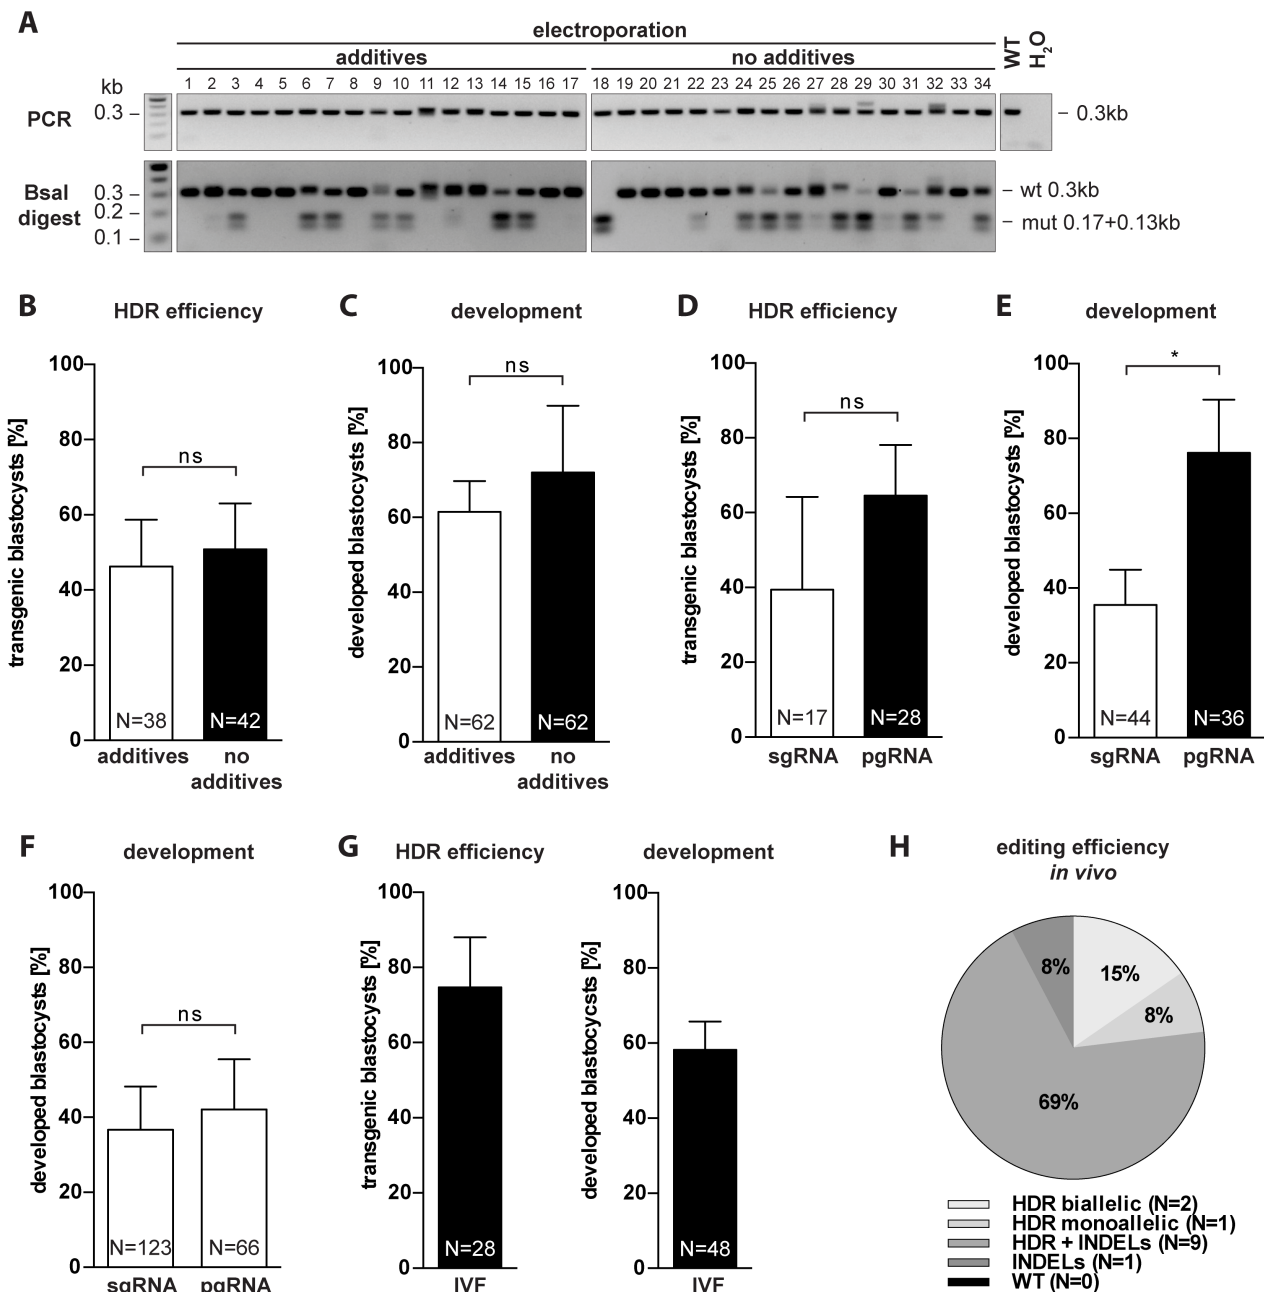 A
electroporation
additives
no additives
WT
H2O
kb
1 2 3 4 5 6 7 8 9 10 11 12 13 14 15 16 17
18 19 20 21 22 23 24 25 26 27 28 29 30 31 32 33 34
PCR
0.3
0.3kb
BsaI
digest
0.3
0.2
0.1
wt 0.3kb
mut 0.17+0.13kb
B
HDR efficiency
transgenic blastocysts [%]
100
80
60
40
20
0
ns
N=38
N=42
additives
no
additives
C
development
developed blastocysts [%]
100
80
60
40
20
0
ns
N=62
N=62
additives
no
additives
D
HDR efficiency
transgenic blastocysts [%]
100
80
60
40
20
0
ns
N=17
N=28
sgRNA
pgRNA
E
development
developed blastocysts [%]
100
80
60
40
20
0
*
N=44
N=36
sgRNA
pgRNA
F
development
developed blastocysts [%]
100
80
60
40
20
0
ns
N=123
N=66
sgRNA
pgRNA
G
HDR efficiency
transgenic blastocysts [%]
100
80
60
40
20
0
N=28
IVF
development
developed blastocycsts [%]
100
80
60
40
20
0
N=48
IVF
H
editing efficiency
in vivo
8%
15%
8%
69%
HDR biallelic (N=2)
HDR monoallelic (N=1)
HDR + INDELs (N=9)
INDELs (N=1)
WT (N=0)